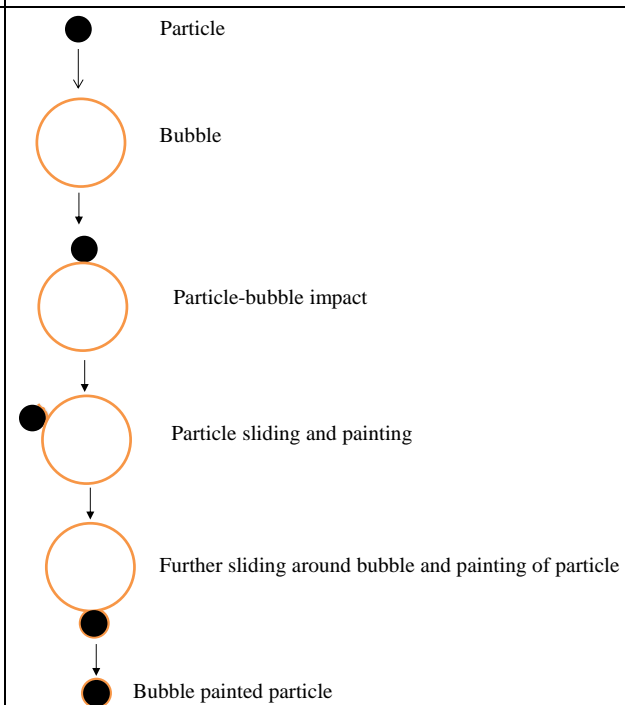 Particle
Bubble
Particle-bubble impact
Particle sliding and painting
Further sliding around bubble and painting of particle
Bubble painted particle